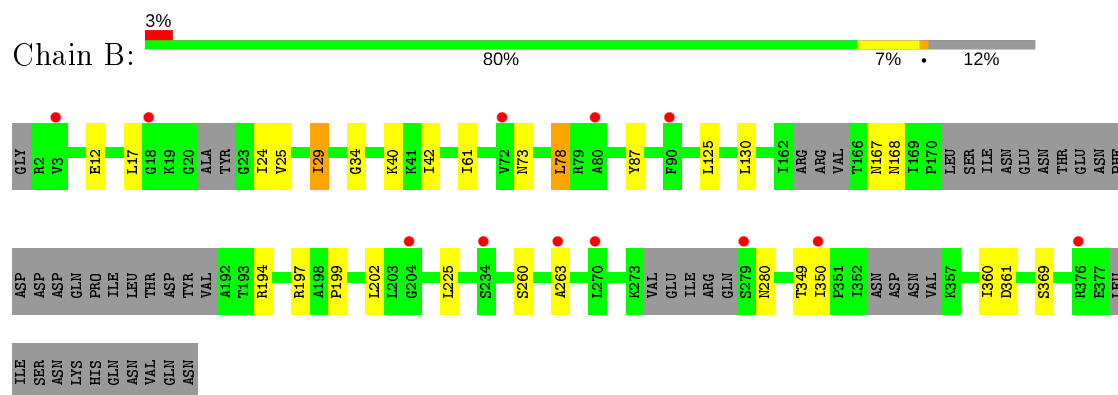 3%
Chain B:
80% 7% • 12%
GLY R2 V3 E12 L17 G18 K19 G20 ALA TYR G23 I24 V25 I29 G34 K40 K41 I42 I61 V72 N73 L78 R79 A80 Y87 F90 L125 L130 I162 ARG ARG VAL T166 N167 N168 I169 P170 LEU SER ILE ASN GLU ASN THR GLU ASN PHE
ASP ASP ASP GLN PRO ILE LEU THR ASP TYR VAL A192 T193 R194 R197 A198 P199 L202 L203 G204 L225 S234 S260 A263 L270 K273 VAL GLU ILE ARG GLN S279 N280 T349 I350 P351 I352 ASN ASP ASN VAL K357 I360 D361 S369 R376 E377 LEU
ILE SER ASN LYS HIS GLN ASN VAL GLN ASN